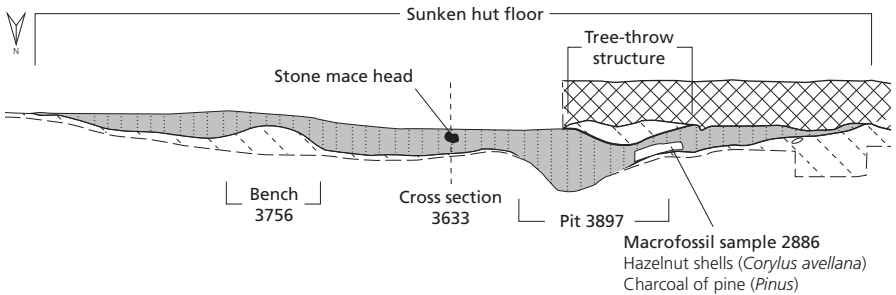 Sunken hut floor
N
Tree-throw
structure
Stone mace head
Bench
3756
Cross section
3633
Pit 3897
Macrofossil sample 2886
Hazelnut shells (Corylus avellana)
Charcoal of pine (Pinus)